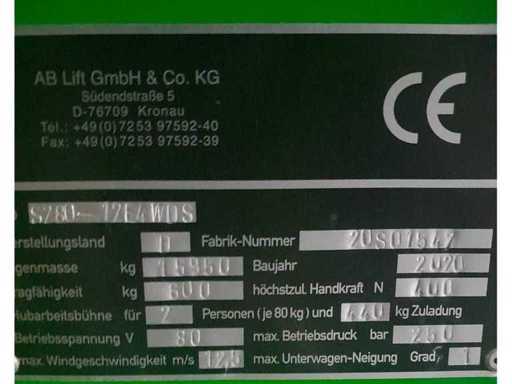 AB Lift GmbH & Co. KG
Südendstraße 5
D-76709 Kronau
Tel.: +49(0)7253 97592-40
Fax: +49(0)7253 97592-39
CE
S280-12E4WDS
erstellungsland D Fabrik-Nummer 20S01547
genmasse kg 15950 Baujahr 2020
ragfähigkeit kg 600 höchstzul. Handkraft N 400
Hubarbeitsbühne für 2 Personen (je 80 kg) und 440 kg Zuladung
Betriebsspannung V 80 max. Betriebsdruck bar 250
max. Windgeschwindigkeit m/s 12,5 max. Unterwagen-Neigung Grad 1